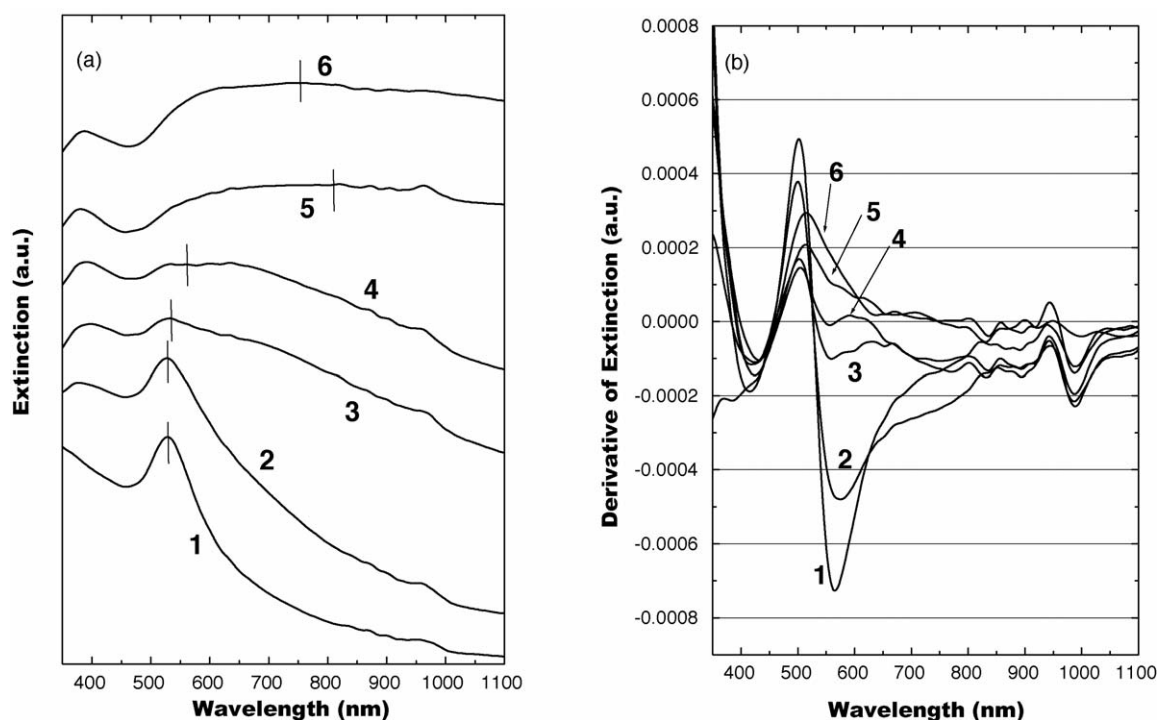 (a)
6
5
4
3
2
1
Extinction (a.u.)
400 500 600 700 800 900 1000 1100
Wavelength (nm)
(b)
0.0008
0.0006
0.0004
0.0002
0.0000
-0.0002
-0.0004
-0.0006
-0.0008
6
5
4
3
2
1
Derivative of Extinction (a.u.)
400 500 600 700 800 900 1000 1100
Wavelength (nm)